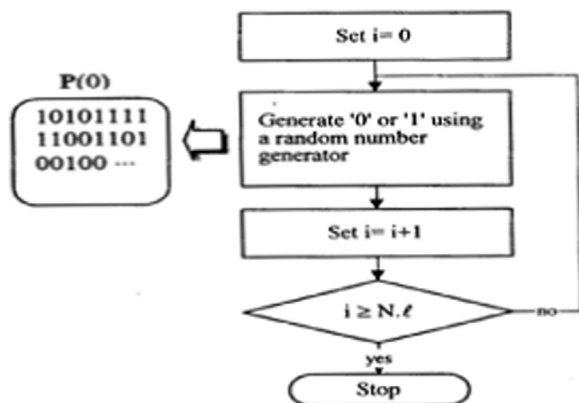 Set i= 0
P(0)
10101111
11001101
00100 ...
Generate '0' or '1' using
a random number
generator
Set i= i+1
i ≥ N.ℓ
no
yes
Stop